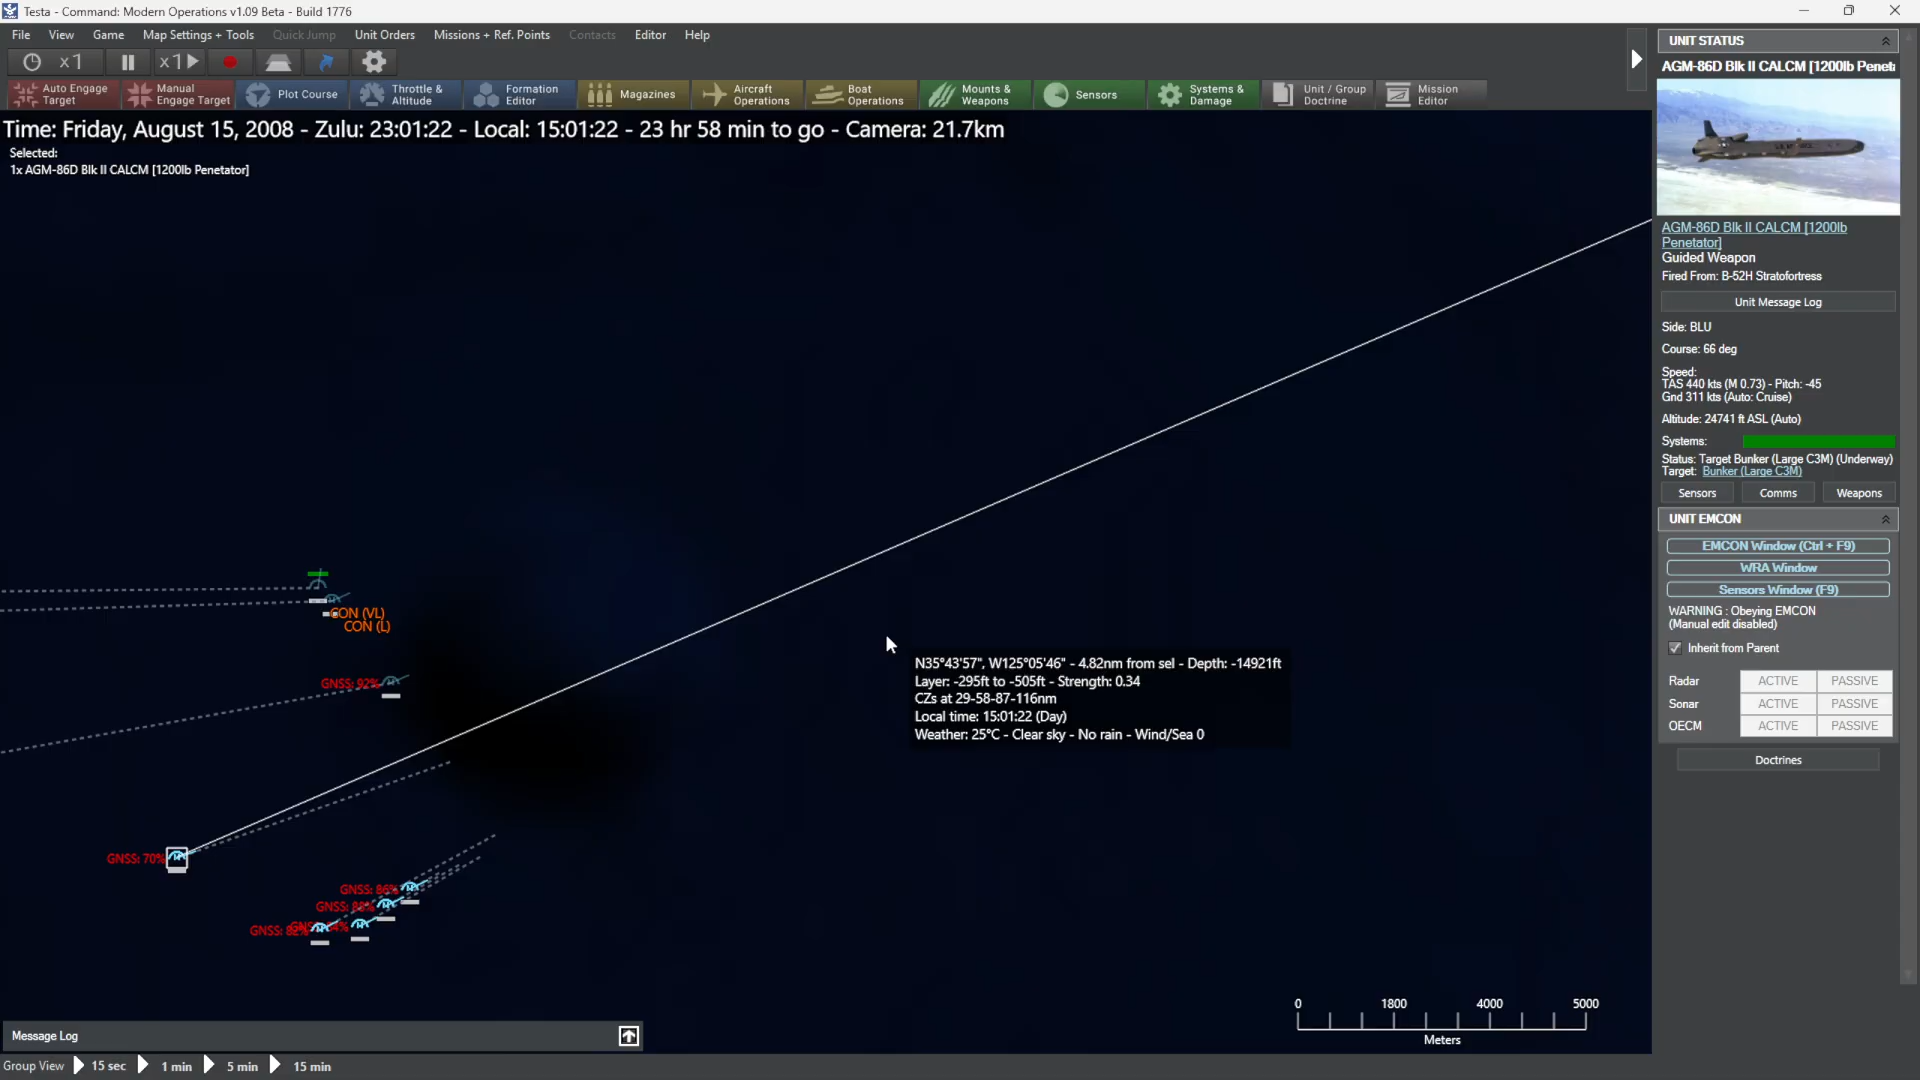 Testa - Command: Modern Operations v1.09 Beta - Build 1776
File View Game Map Settings + Tools Quick Jump Unit Orders Missions + Ref. Points Contacts Editor Help
x 1
x1
Auto Engage Target
Manual Engage Target
Plot Course
Throttle & Altitude
Formation Editor
Magazines
Aircraft Operations
Boat Operations
Mounts & Weapons
Sensors
Systems & Damage
Unit / Group Doctrine
Mission Editor
Time: Friday, August 15, 2008 - Zulu: 23:01:22 - Local: 15:01:22 - 23 hr 58 min to go - Camera: 21.7km
Selected:
1x AGM-86D Blk II CALCM [1200lb Penetrator]
CON (VL)
CON (L)
GNSS: 92%
GNSS: 70%
GNSS: 86%
GNSS: 88%
GNSS: 82%
N35°43'57", W125°05'46" - 4.82nm from sel - Depth: -14921ft
Layer: -295ft to -505ft - Strength: 0.34
CZs at 29-58-87-116nm
Local time: 15:01:22 (Day)
Weather: 25°C - Clear sky - No rain - Wind/Sea 0
0 1800 4000 5000
Meters
Message Log
Group View 15 sec 1 min 5 min 15 min
UNIT STATUS
AGM-86D Blk II CALCM [1200lb Penetra
AGM-86D Blk II CALCM [1200lb
Penetator]
Guided Weapon
Fired From: B-52H Stratofortress
Unit Message Log
Side: BLU
Course: 66 deg
Speed:
TAS 440 kts (M 0.73) - Pitch: -45
Gnd 311 kts (Auto: Cruise)
Altitude: 24741 ft ASL (Auto)
Systems:
Status: Target Bunker (Large C3M) (Underway)
Target: Bunker (Large C3M)
Sensors Comms Weapons
UNIT EMCON
EMCON Window (Ctrl + F9)
WRA Window
Sensors Window (F9)
WARNING : Obeying EMCON
(Manual edit disabled)
Inherit from Parent
Radar ACTIVE PASSIVE
Sonar ACTIVE PASSIVE
OECM ACTIVE PASSIVE
Doctrines